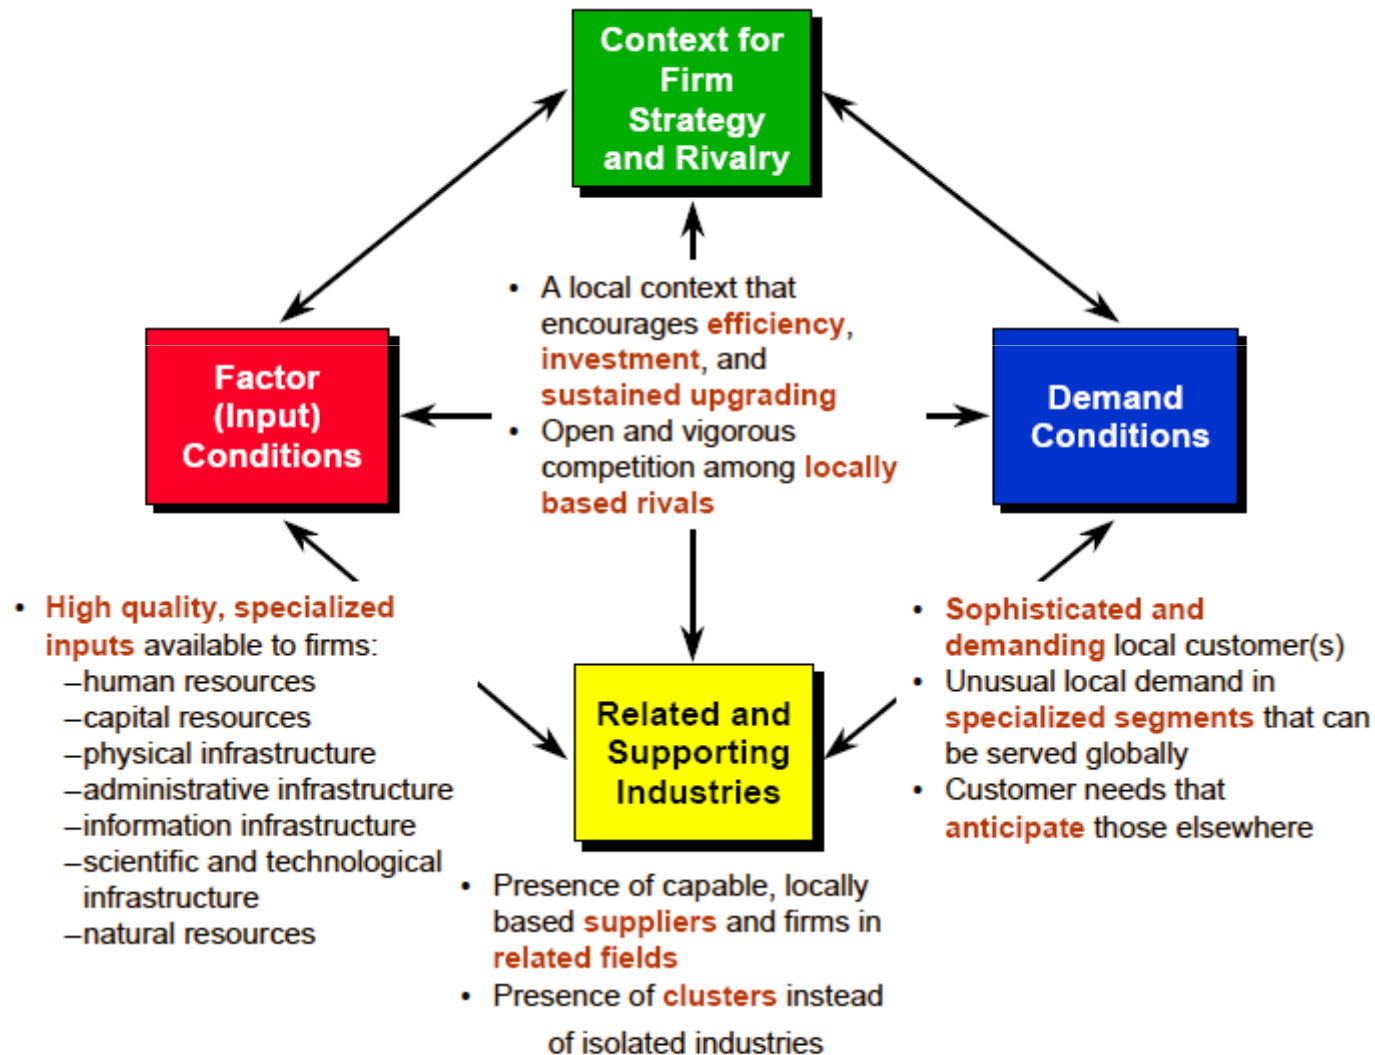 Context for
Firm
Strategy
and Rivalry
• A local context that
encourages efficiency,
investment, and
sustained upgrading
• Open and vigorous
competition among locally
based rivals
Factor
(Input)
Conditions
Demand
Conditions
• High quality, specialized
inputs available to firms:
–human resources
–capital resources
–physical infrastructure
–administrative infrastructure
–information infrastructure
–scientific and technological
infrastructure
–natural resources
Related and
Supporting
Industries
• Presence of capable, locally
based suppliers and firms in
related fields
• Presence of clusters instead
of isolated industries
• Sophisticated and
demanding local customer(s)
• Unusual local demand in
specialized segments that can
be served globally
• Customer needs that
anticipate those elsewhere